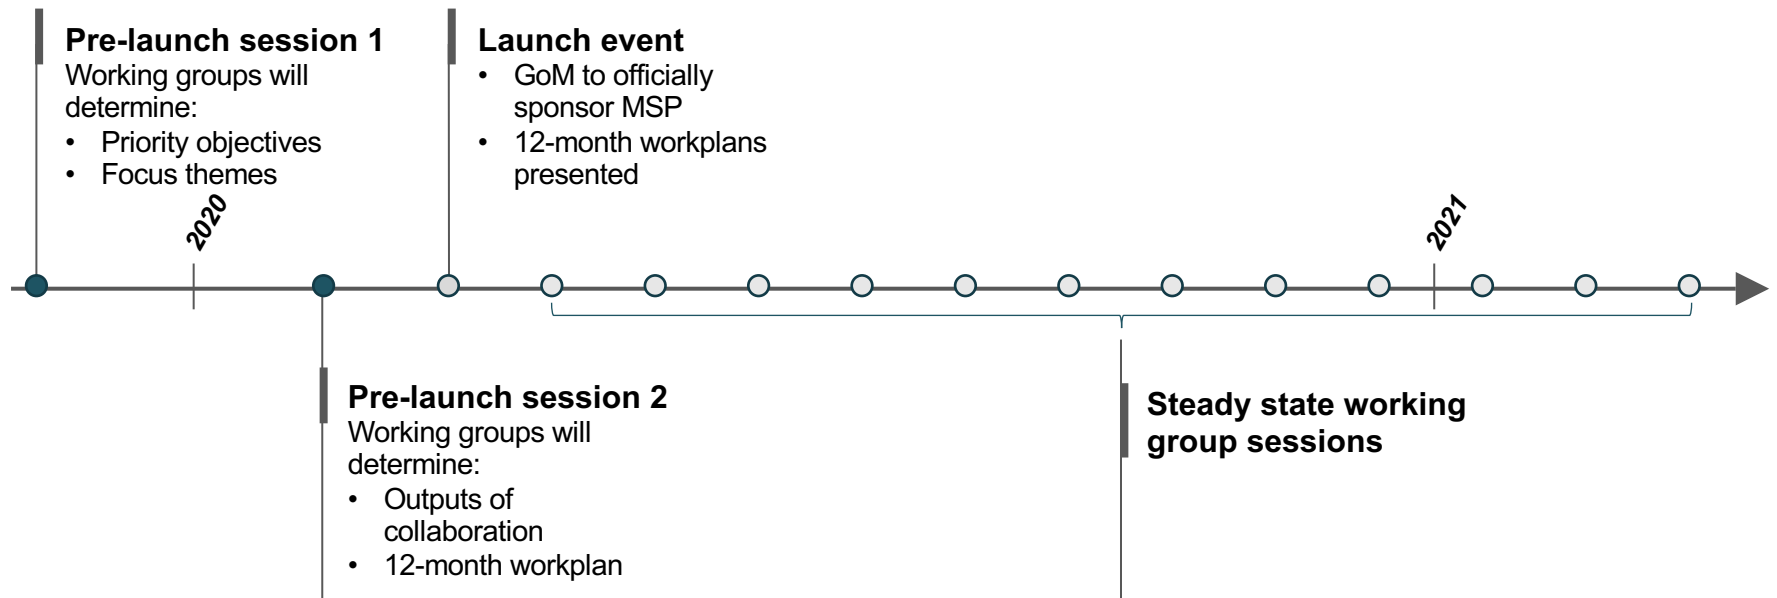 Pre-launch session 1
Working groups will
determine:
• Priority objectives
• Focus themes
Launch event
• GoM to officially
sponsor MSP
• 12-month workplans
presented
2020
2021
Pre-launch session 2
Working groups will
determine:
• Outputs of
collaboration
• 12-month workplan
Steady state working
group sessions